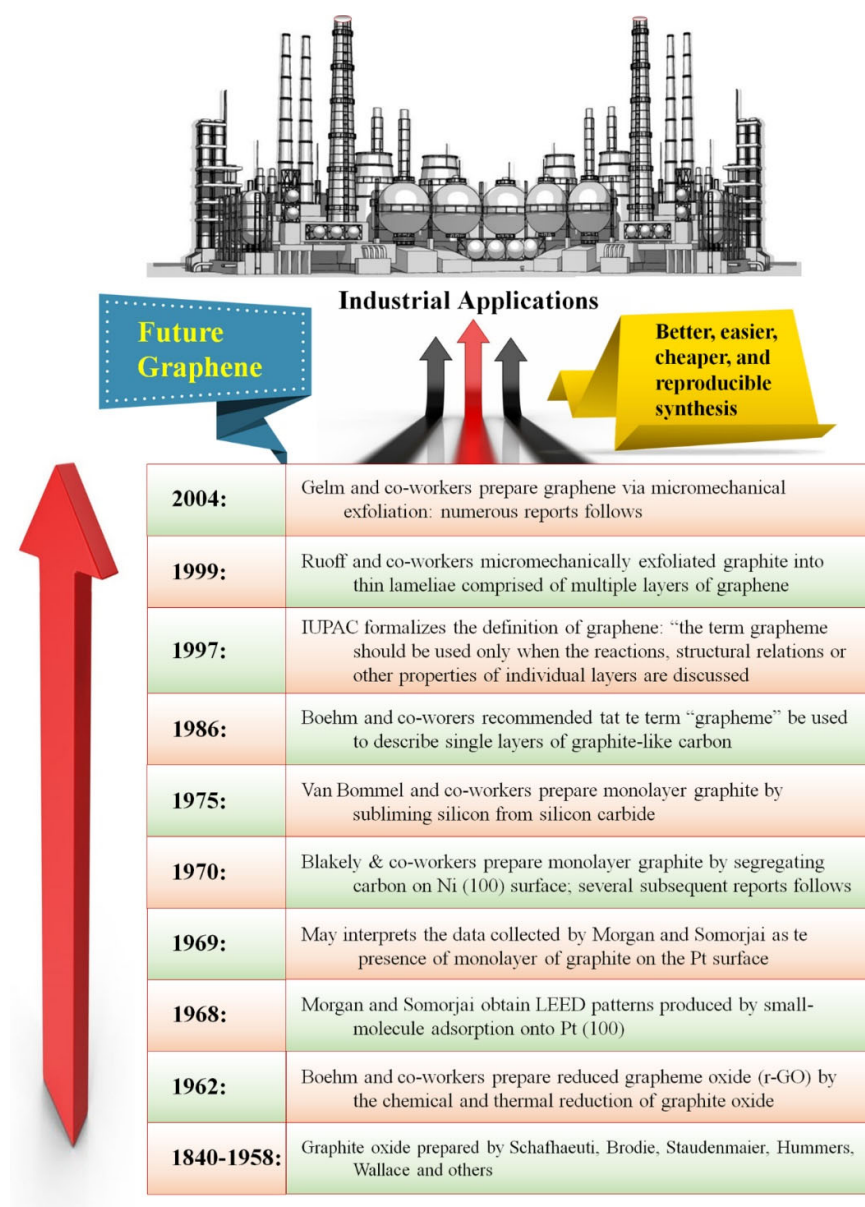 Industrial Applications
Future
Graphene
Better, easier,
cheaper, and
reproducible
synthesis
2004:
Gelm and co-workers prepare graphene via micromechanical
exfoliation: numerous reports follows
1999:
Ruoff and co-workers micromechanically exfoliated graphite into
thin lameliae comprised of multiple layers of graphene
1997:
IUPAC formalizes the definition of graphene: “the term grapheme
should be used only when the reactions, structural relations or
other properties of individual layers are discussed
1986:
Boehm and co-worers recommended tat te term “grapheme” be used
to describe single layers of graphite-like carbon
1975:
Van Bommel and co-workers prepare monolayer graphite by
subliming silicon from silicon carbide
1970:
Blakely & co-workers prepare monolayer graphite by segregating
carbon on Ni (100) surface; several subsequent reports follows
1969:
May interprets the data collected by Morgan and Somorjai as te
presence of monolayer of graphite on the Pt surface
1968:
Morgan and Somorjai obtain LEED patterns produced by small-
molecule adsorption onto Pt (100)
1962:
Boehm and co-workers prepare reduced grapheme oxide (r-GO) by
the chemical and thermal reduction of graphite oxide
1840-1958:
Graphite oxide prepared by Schafhaeuti, Brodie, Staudenmaier, Hummers,
Wallace and others